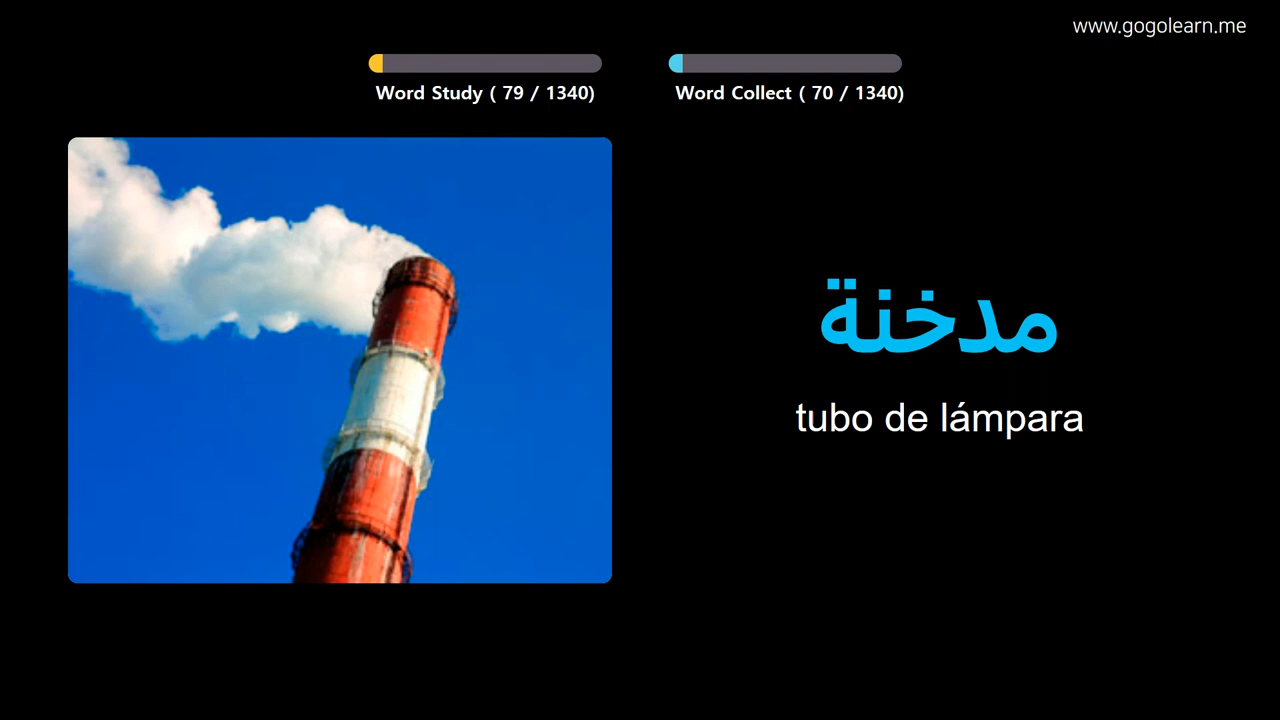 www.gogolearn.me
Word Study ( 79 / 1340)
Word Collect ( 70 / 1340)
مدخنة
tubo de lámpara